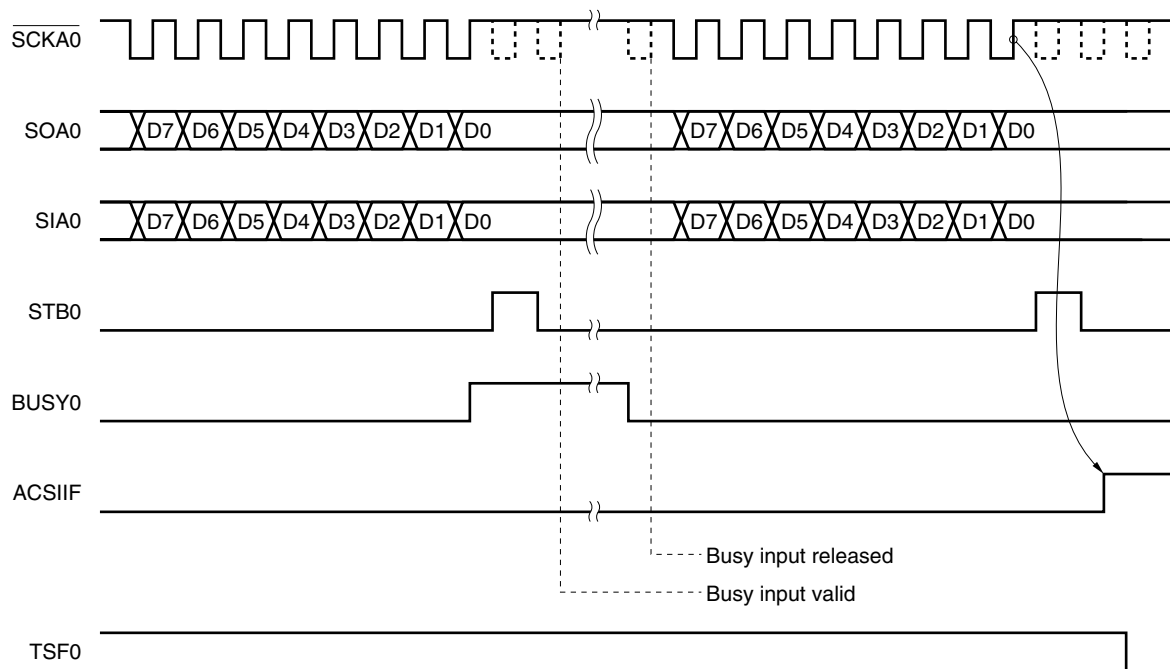 SCKA0
SOA0 D7 D6 D5 D4 D3 D2 D1 D0 D7 D6 D5 D4 D3 D2 D1 D0
SIA0 D7 D6 D5 D4 D3 D2 D1 D0 D7 D6 D5 D4 D3 D2 D1 D0
STB0
BUSY0
ACSIIF
Busy input released
Busy input valid
TSF0